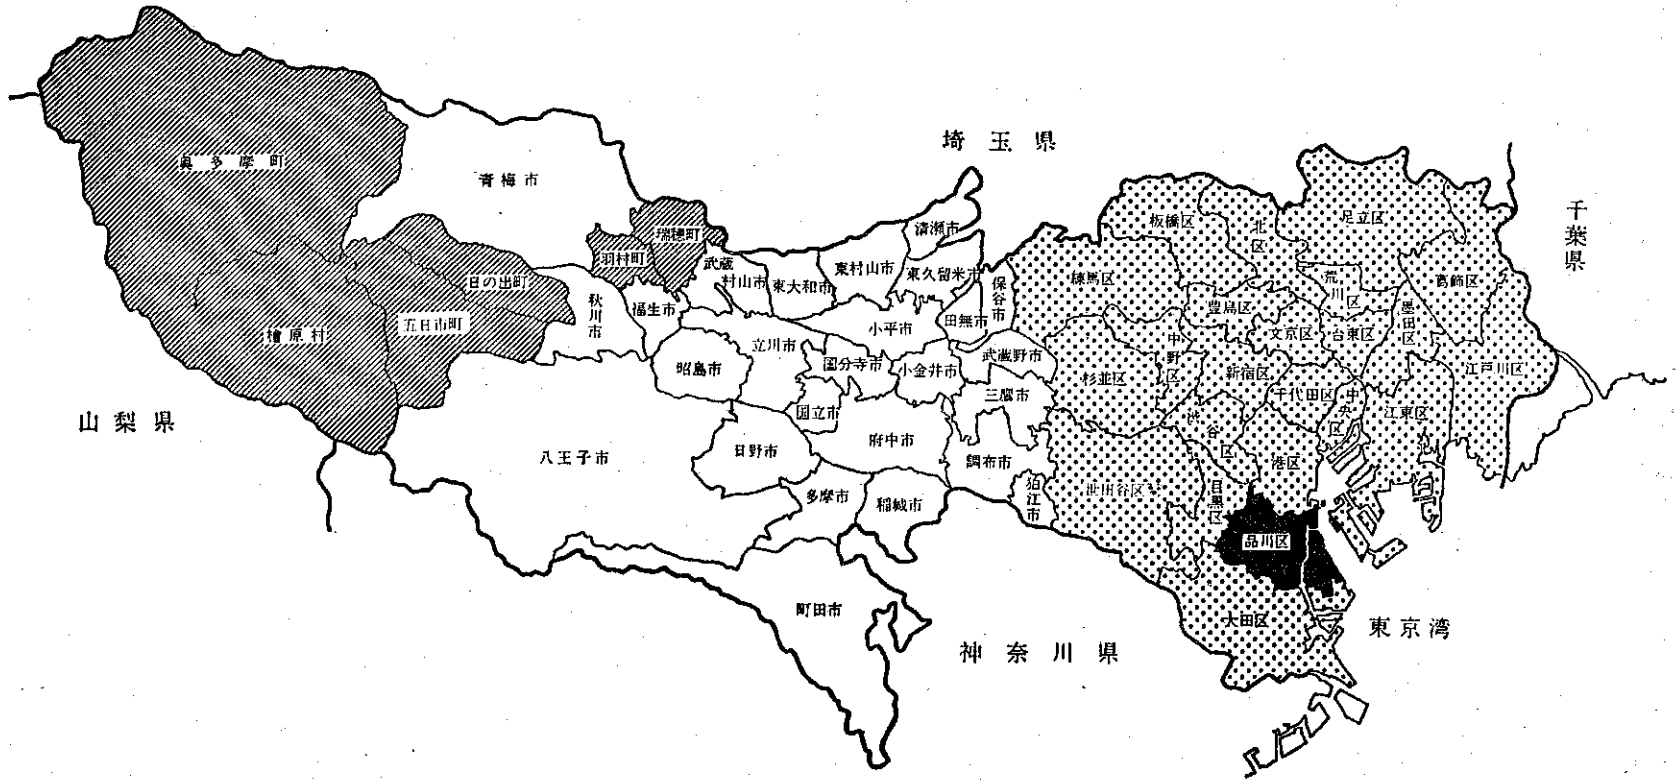 埼玉県
千葉県
山梨県
神奈川県
東京湾
奥多摩町
青梅市
瑞穂町
羽村町
日の出町
五日市町
檜原村
秋川市
福生市
武蔵
村山市
東大和市
東村山市
清瀬市
東久留米市
保谷市
田無市
小平市
立川市
昭島市
国分寺市
小金井市
武蔵野市
三鷹市
国立市
府中市
調布市
狛江市
日野市
八王子市
多摩市
稲城市
町田市
板橋区
北区
足立区
練馬区
荒川区
葛飾区
豊島区
文京区
台東区
墨田区
中野区
杉並区
新宿区
千代田区
中央区
江東区
江戸川区
渋谷区
港区
世田谷区
目黒区
品川区
大田区